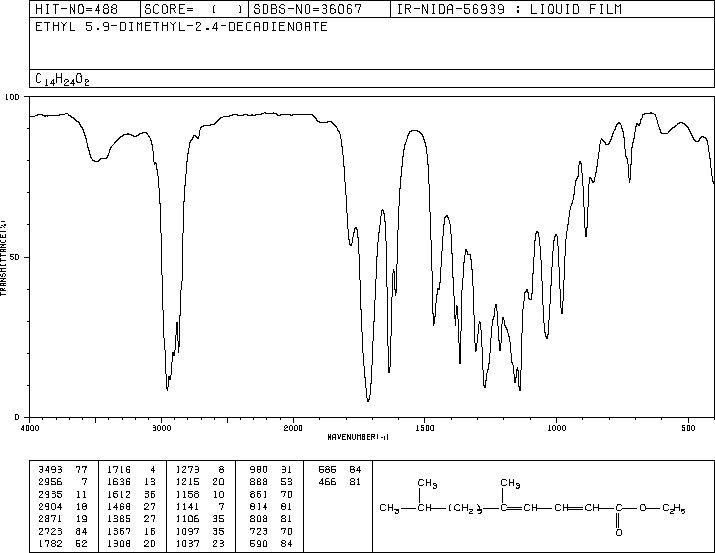 HIT-NO=488 SCORE= ( ) SDBS-NO=36067 IR-NIDA-56939 : LIQUID FILM
ETHYL 5,9-DIMETHYL-2,4-DECADIENOATE
C14H24O2
100
50
0
TRANSMITTANCE(%)
4000 3000 2000 1500 1000 500
WAVENUMBER(-1)
3493 77 1716 4 1273 8 980 31 686 84
2956 7 1636 13 1215 20 888 53 466 81
2935 11 1612 36 1158 10 861 70
2904 18 1468 27 1141 7 814 81
2871 19 1385 27 1106 35 808 81
2723 84 1367 16 1097 35 723 70
1782 52 1308 20 1037 23 690 84
CH3 CH3
CH3 CH (CH2)3 C CH CH CH C O C2H5
O